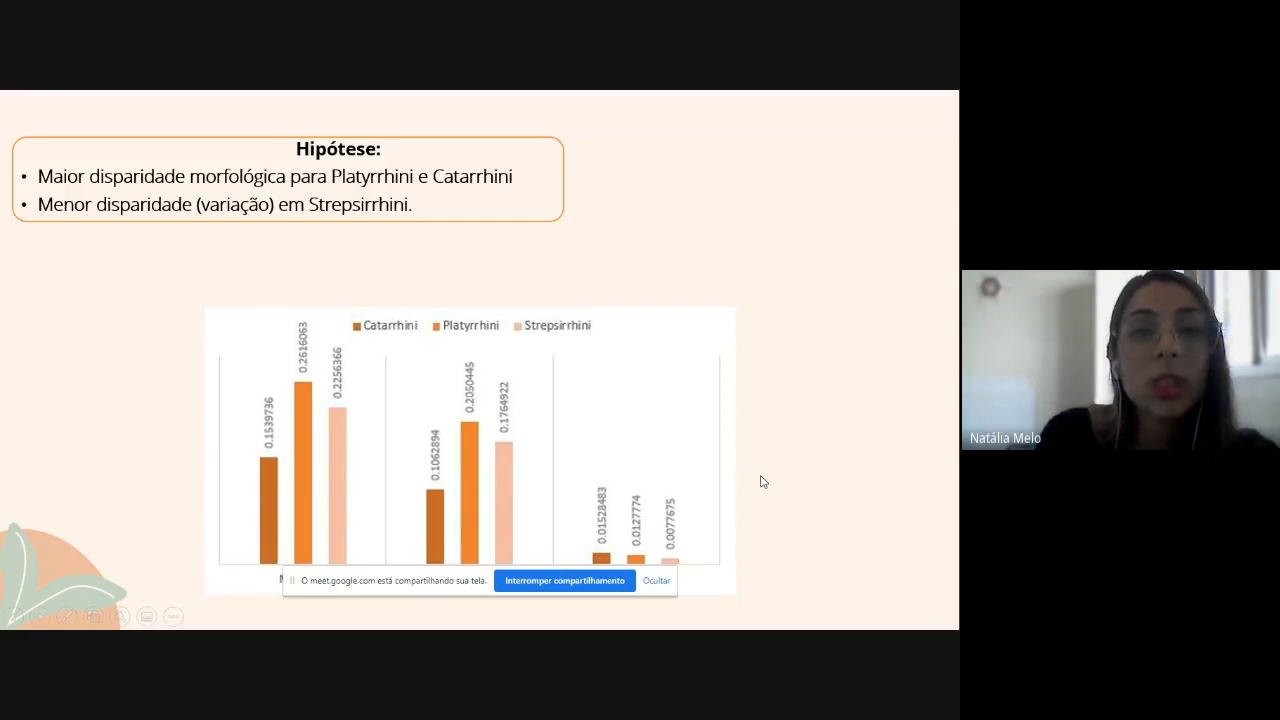 Hipótese:
• Maior disparidade morfológica para Platyrrhini e Catarrhini
• Menor disparidade (variação) em Strepsirrhini.
Catarrhini Platyrrhini Strepsirrhini
0.1539736
0.2616063
0.2256366
0.1062894
0.2050445
0.1764922
0.01528483
0.0127774
0.0077675
O meet.google.com está compartilhando sua tela. Interromper compartilhamento Ocultar
Natália Melo